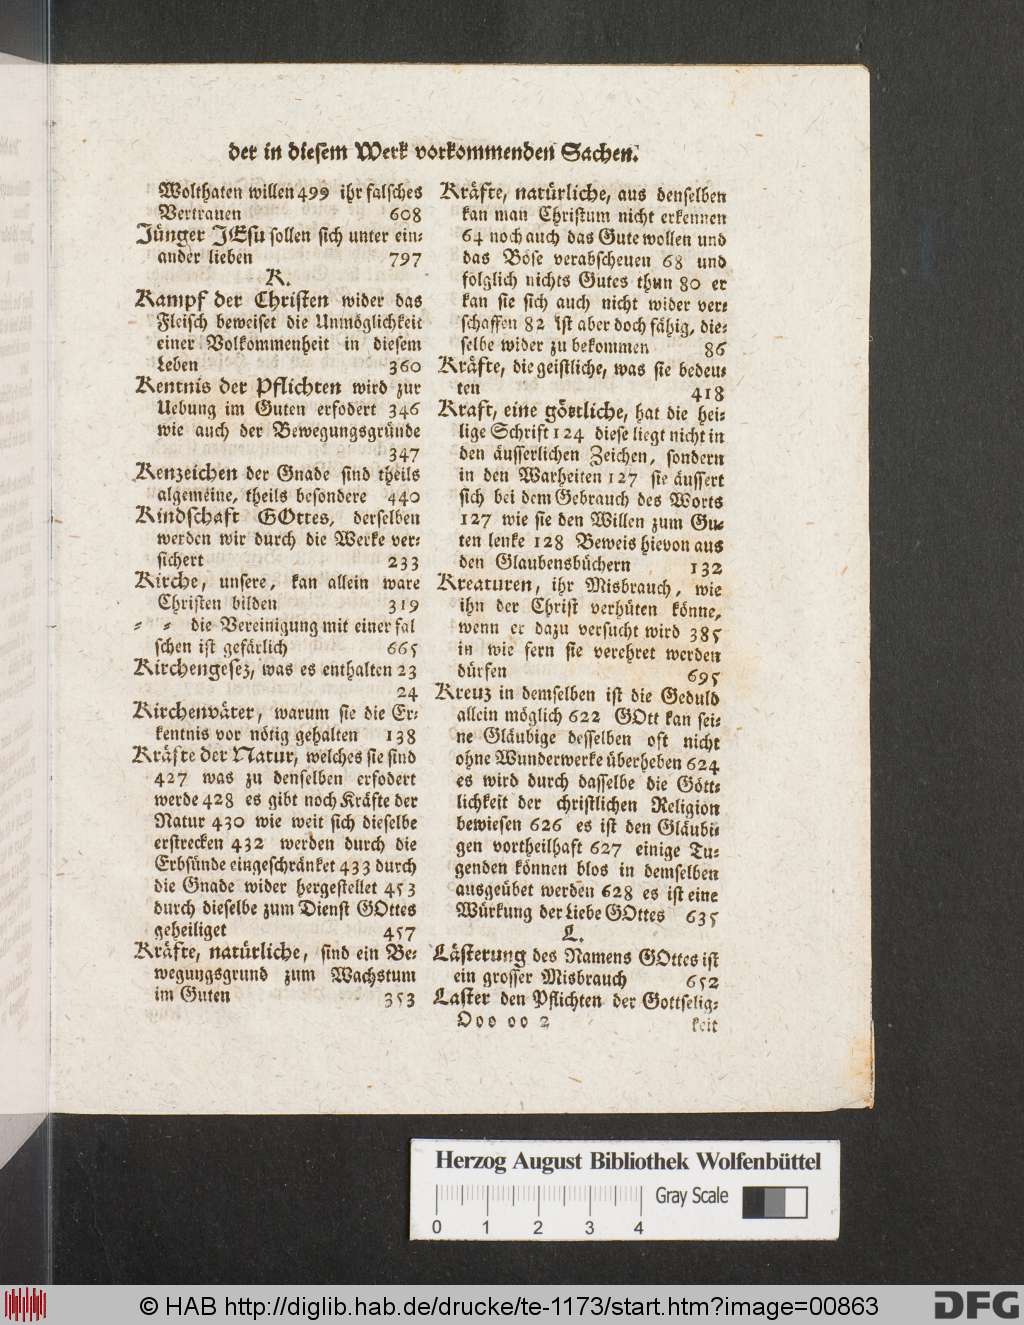 der in diesem Werk vorkommenden Sachen.
Wolthaten willen 499 ihr falsches
Vertrauen 608
Jünger JEsu sollen sich unter ein-
ander lieben 797
K.
Kampf der Christen wider das
Fleisch beweiset die Unmöglichkeit
einer Volkommenheit in diesem
Leben 360
Kentnis der Pflichten wird zur
Uebung im Guten erfodert 346
wie auch der Bewegungsgründe
347
Kenzeichen der Gnade sind theils
algemeine, theils besondere 440
Kindschaft GOttes, derselben
werden wir durch die Werke ver-
sichert 233
Kirche, unsere, kan allein ware
Christen bilden 319
- - die Vereinigung mit einer fal
schen ist gefärlich 665
Kirchengesez, was es enthalten 23
24
Kirchenväter, warum sie die Er-
kentnis vor nötig gehalten 138
Kräfte der Natur, welches sie sind
427 was zu denselben erfodert
werde 428 es gibt noch Kräfte der
Natur 430 wie weit sich dieselbe
erstrecken 432 werden durch die
Erbsünde eingeschränket 433 durch
die Gnade wider hergestellet 453
durch dieselbe zum Dienst GOttes
geheiliget 457
Kräfte, natürliche, sind ein Be-
wegungsgrund zum Wachstum
im Guten 353
Kräfte, natürliche, aus denselben
kan man Christum nicht erkennen
64 noch auch das Gute wollen und
das Böse verabscheuen 68 und
folglich nichts Gutes thun 80 er
kan sie sich auch nicht wider ver-
schaffen 82 ist aber doch fähig, die-
selbe wider zu bekommen 86
Kräfte, die geistliche, was sie bedeu-
ten 418
Kraft, eine göttliche, hat die hei-
lige Schrift 124 diese liegt nicht in
den äusserlichen Zeichen, sondern
in den Warheiten 127 sie äussert
sich bei dem Gebrauch des Worts
127 wie sie den Willen zum Gu-
ten lenke 128 Beweis hievon aus
den Glaubensbüchern 132
Kreaturen, ihr Misbrauch, wie
ihn der Christ verhüten könne,
wenn er dazu versucht wird 385
in wie fern sie verehret werden
dürfen 695
Kreuz in demselben ist die Geduld
allein möglich 622 GOtt kan sei-
ne Gläubige desselben oft nicht
ohne Wunderwerke überheben 624
es wird durch dasselbe die Gött-
lichkeit der christlichen Religion
bewiesen 626 es ist den Gläubi-
gen vortheilhaft 627 einige Tu-
genden können blos in demselben
ausgeübet werden 628 es ist eine
Würkung der Liebe GOttes 635
L.
Lästerung des Namens GOttes ist
ein grosser Misbrauch 652
Laster den Pflichten der Gottselig-
Ooo oo 2 keit
Herzog August Bibliothek Wolfenbüttel
Gray Scale
0 1 2 3 4
© HAB http://diglib.hab.de/drucke/te-1173/start.htm?image=00863
DFG